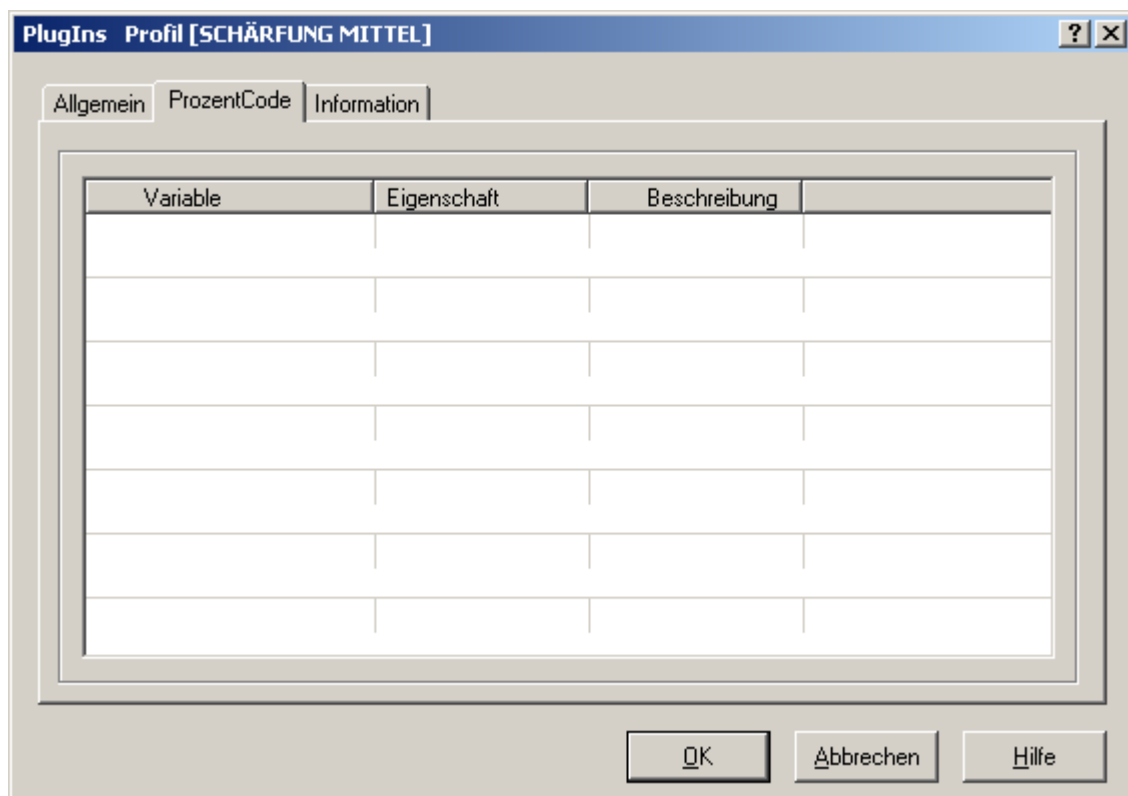 PlugIns Profil [SCHÄRFUNG MITTEL]
Allgemein ProzentCode Information
Variable Eigenschaft Beschreibung
OK Abbrechen Hilfe